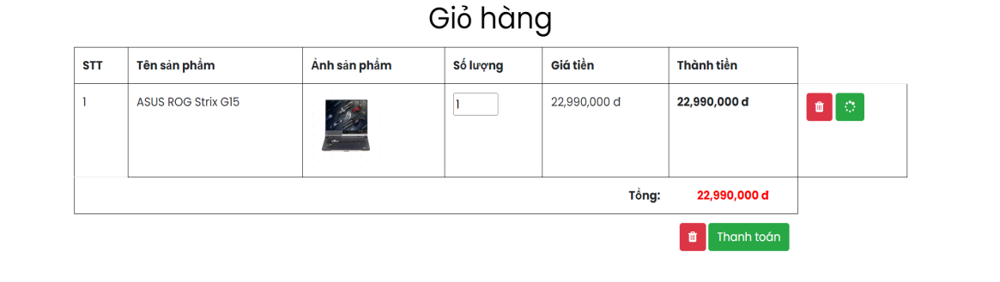 Giỏ hàng
STT Tên sản phẩm Ảnh sản phẩm Số lượng Giá tiền Thành tiền
1 ASUS ROG Strix G15 1 22,990,000 đ 22,990,000 đ
Tổng: 22,990,000 đ
Thanh toán